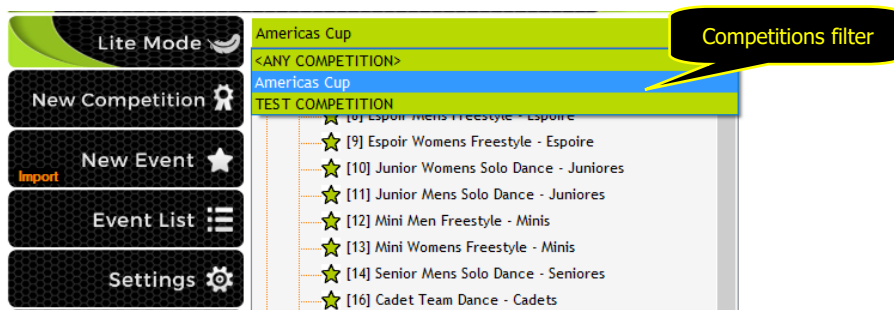 Lite Mode
New Competition
New Event
Import
Event List
Settings
Americas Cup
<ANY COMPETITION>
Americas Cup
TEST COMPETITION
[8] Espoir Mens Freestyle - Espoire
[9] Espoir Womens Freestyle - Espoire
[10] Junior Womens Solo Dance - Juniores
[11] Junior Mens Solo Dance - Juniores
[12] Mini Men Freestyle - Minis
[13] Mini Womens Freestyle - Minis
[14] Senior Mens Solo Dance - Seniores
[16] Cadet Team Dance - Cadets
Competitions filter